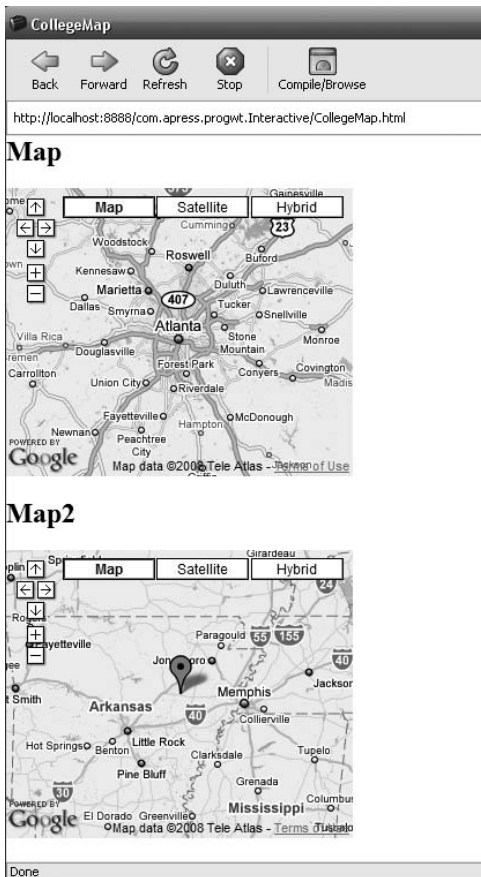 CollegeMap
Back Forward Refresh Stop Compile/Browse
http://localhost:8888/com.apress.progwt.Interactive/CollegeMap.html
Map
Gainesville
Map Satellite Hybrid
Cumming
23
Woodstock
Roswell
Buford
Kennesaw
Duluth
Marietta
Lawrenceville
407
Dallas
Tucker
Smyrna
Snellville
Atlanta
Villa Rica
Stone
Mountain
Monroe
Douglasville
Forest Park
Carrollton
Conyers
Covington
Union City
Riverdale
Madis
Fayetteville
McDonough
Newnan
Hampton
Peachtree
City
POWERED BY
Google
Map data ©2008 Tele Atlas - Terms of Use
Map2
Girardeau
Map Satellite Hybrid
24
Paragould
55
155
Fayetteville
40
Jackson
t Smith
Memphis
Arkansas
40
Collierville
Hot Springs
Little Rock
Benton
Clarksdale
Tupelo
Pine Bluff
Grenada
30
Columbu
Mississippi
POWERED BY
Google
El Dorado
Greenville
Map data ©2008 Tele Atlas - Terms
Done